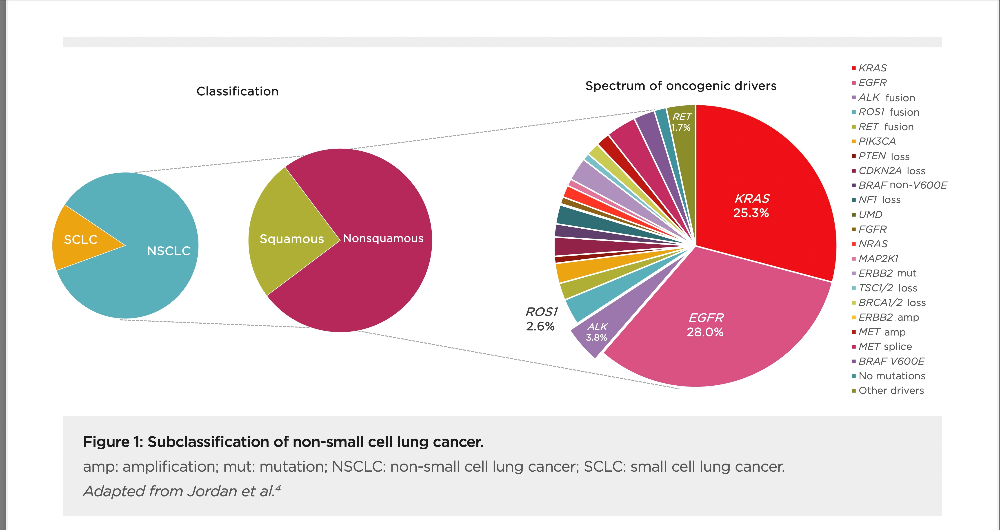 Classification
SCLC
NSCLC
Squamous
Nonsquamous
Spectrum of oncogenic drivers
RET
1.7%
KRAS
25.3%
EGFR
28.0%
ALK
3.8%
ROS1
2.6%
KRAS
EGFR
ALK fusion
ROS1 fusion
RET fusion
PIK3CA
PTEN loss
CDKN2A loss
BRAF non-V600E
NF1 loss
UMD
FGFR
NRAS
MAP2K1
ERBB2 mut
TSC1/2 loss
BRCA1/2 loss
ERBB2 amp
MET amp
MET splice
BRAF V600E
No mutations
Other drivers
Figure 1: Subclassification of non-small cell lung cancer.
amp: amplification; mut: mutation; NSCLC: non-small cell lung cancer; SCLC: small cell lung cancer.
Adapted from Jordan et al.⁴